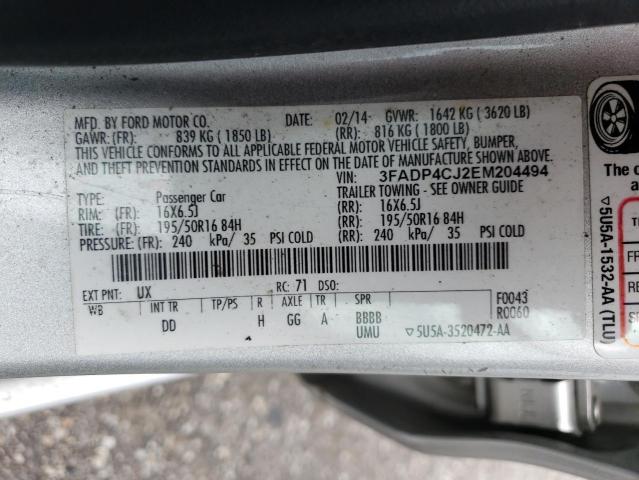 MFD. BY FORD MOTOR CO. DATE: 02/14 GVWR: 1642 KG ( 3620 LB)
GAWR: (FR): 839 KG ( 1850 LB) (RR): 816 KG ( 1800 LB)
THIS VEHICLE CONFORMS TO ALL APPLICABLE FEDERAL MOTOR VEHICLE SAFETY, BUMPER,
AND THEFT PREVENTION STANDARDS IN EFFECT ON THE DATE OF MANUFACTURE SHOWN ABOVE.
VIN: 3FADP4CJ2EM204494
TYPE: Passenger Car TRAILER TOWING - SEE OWNER GUIDE
RIM: (FR) 16X6.5J (RR): 16X6.5J
TIRE: (FR) 195/50R16 84H (RR): 195/50R16 84H
PRESSURE: (FR): 240 kPa/ 35 PSI COLD (RR): 240 kPa/ 35 PSI COLD
EXT PNT: UX RC: 71 DSO:
WB INT TR TP/PS R AXLE TR SPR F0043
DD H GG A BBBB R0060
UMU ▽5U5A-3520472-AA
▽5U5A-1532-AA (TLU)
The c
a
FR
RE